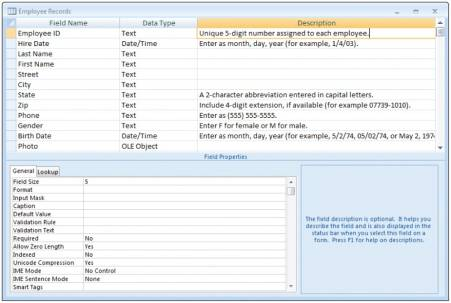 Employee Records
Field Name Data Type Description
Employee ID Text Unique 5-digit number assigned to each employee.
Hire Date Date/Time Enter as month, day, year (for example, 1/4/03).
Last Name Text
First Name Text
Street Text
City Text
State Text A 2-character abbreviation entered in capital letters.
Zip Text Include 4-digit extension, if available (for example 07739-1010).
Phone Text Enter as (555) 555-5555.
Gender Text Enter F for female or M for male.
Birth Date Date/Time Enter as month, day, year (for example, 5/2/74, 05/02/74, or May 2, 197
Photo OLE Object
Field Properties
General Lookup
Field Size 5
Format
Input Mask
Caption
Default Value
Validation Rule
Validation Text
Required No
Allow Zero Length Yes
Indexed No
Unicode Compression Yes
IME Mode No Control
IME Sentence Mode None
Smart Tags
The field description is optional. It helps you
describe the field and is also displayed in the
status bar when you select this field on a
form. Press F1 for help on descriptions.